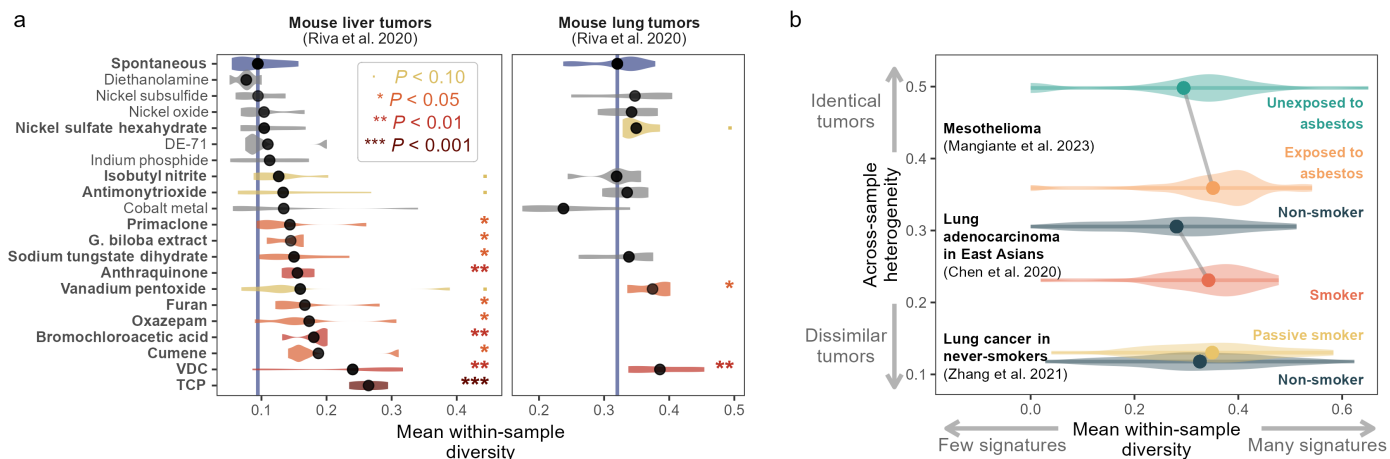 a
Mouse liver tumors
(Riva et al. 2020)
Mouse lung tumors
(Riva et al. 2020)
Spontaneous
Diethanolamine
Nickel subsulfide
Nickel oxide
Nickel sulfate hexahydrate
DE-71
Indium phosphide
Isobutyl nitrite
Antimonytrioxide
Cobalt metal
Primaclone
G. biloba extract
Sodium tungstate dihydrate
Anthraquinone
Vanadium pentoxide
Furan
Oxazepam
Bromochloroacetic acid
Cumene
VDC
TCP
· P < 0.10
* P < 0.05
** P < 0.01
*** P < 0.001
·
·
*
*
*
**
·
*
*
**
*
**
***
·
*
**
0.1 0.2 0.3 0.4
0.2 0.3 0.4 0.5
Mean within-sample
diversity
b
Identical
tumors
Across-sample
heterogeneity
Dissimilar
tumors
0.5
0.4
0.3
0.2
0.1
Mesothelioma
(Mangiante et al. 2023)
Unexposed to
asbestos
Exposed to
asbestos
Lung
adenocarcinoma
in East Asians
(Chen et al. 2020)
Non-smoker
Smoker
Lung cancer in
never-smokers
(Zhang et al. 2021)
Passive smoker
Non-smoker
0.0 0.2 0.4 0.6
Few signatures
Mean within-sample
diversity
Many signatures